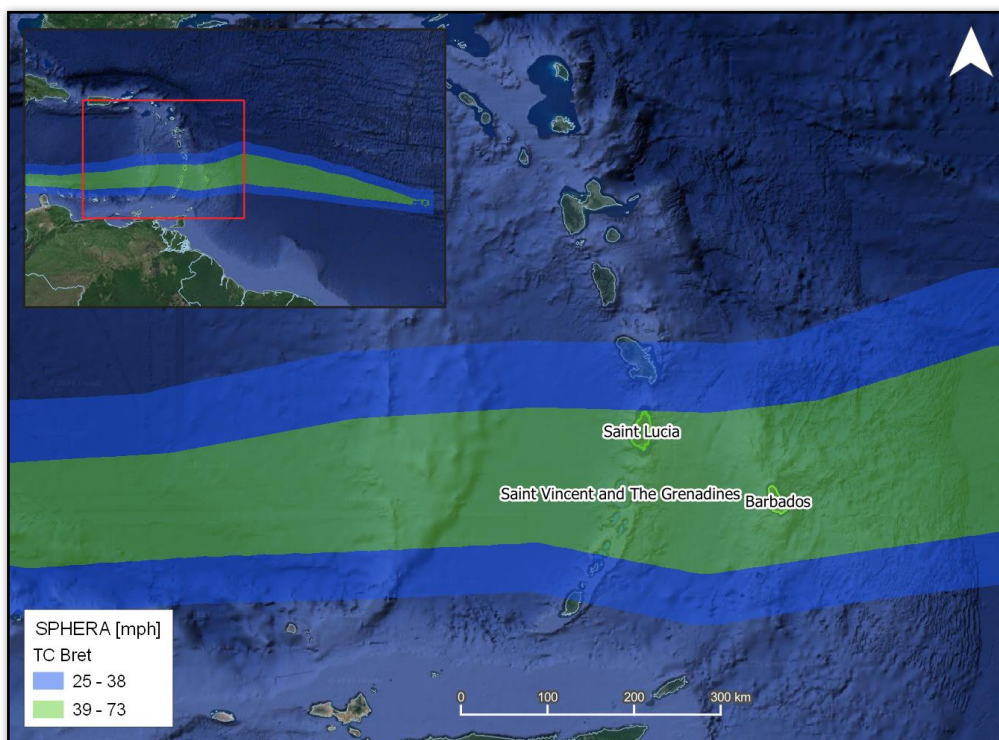 Saint Lucia
Saint Vincent and The Grenadines
Barbados
SPHERA [mph]
TC Bret
25 - 38
39 - 73
0 100 200 300 km